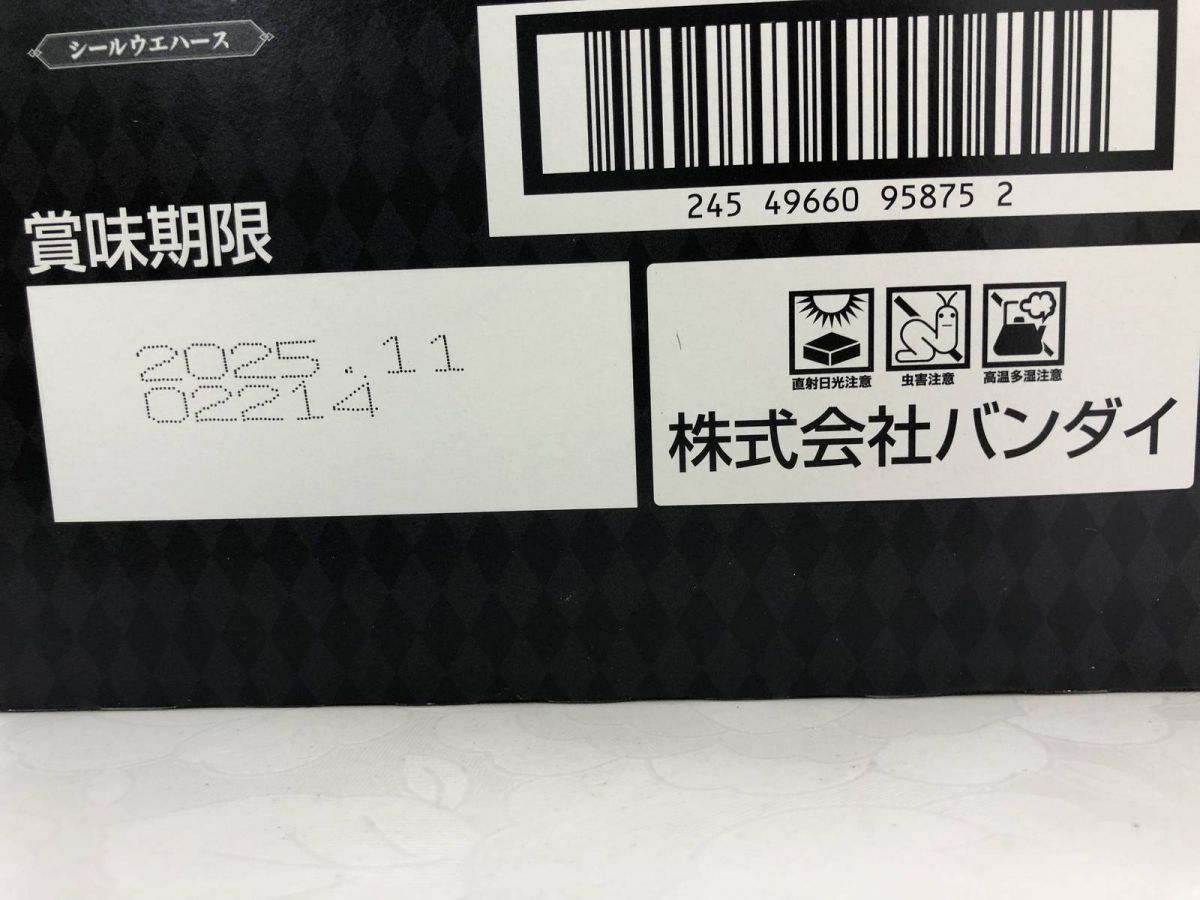 シールウエハース
245 49660 95875 2
賞味期限
2025.11
02214
直射日光注意 虫害注意 高温多湿注意
株式会社バンダイ